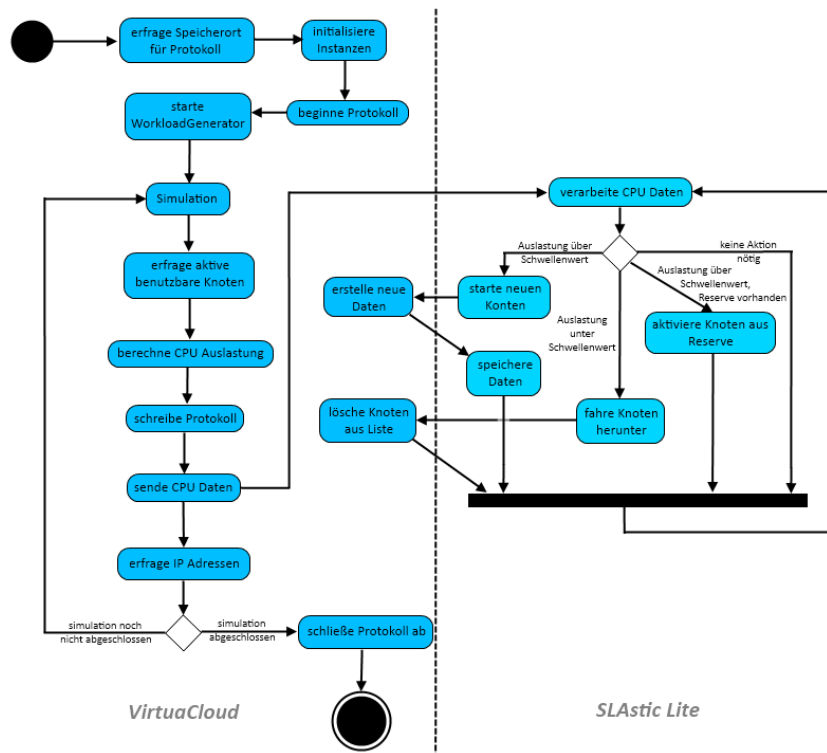 erfrage Speicherort
für Protokoll
initialisiere
Instanzen
beginne Protokoll
starte
WorkloadGenerator
Simulation
erfrage aktive
benutzbare Knoten
berechne CPU Auslastung
schreibe Protokoll
sende CPU Daten
erfrage IP Adressen
simulation noch
nicht abgeschlossen
simulation
abgeschlossen
schließe Protokoll ab
VirtuaCloud
verarbeite CPU Daten
Auslastung über
Schwellenwert
keine Aktion
nötig
Auslastung über
Schwellenwert,
Reserve vorhanden
starte neuen
Konten
erstelle neue
Daten
Auslastung
unter
Schwellenwert
aktiviere Knoten aus
Reserve
speichere
Daten
lösche Knoten
aus Liste
fahre Knoten
herunter
SLAstic Lite